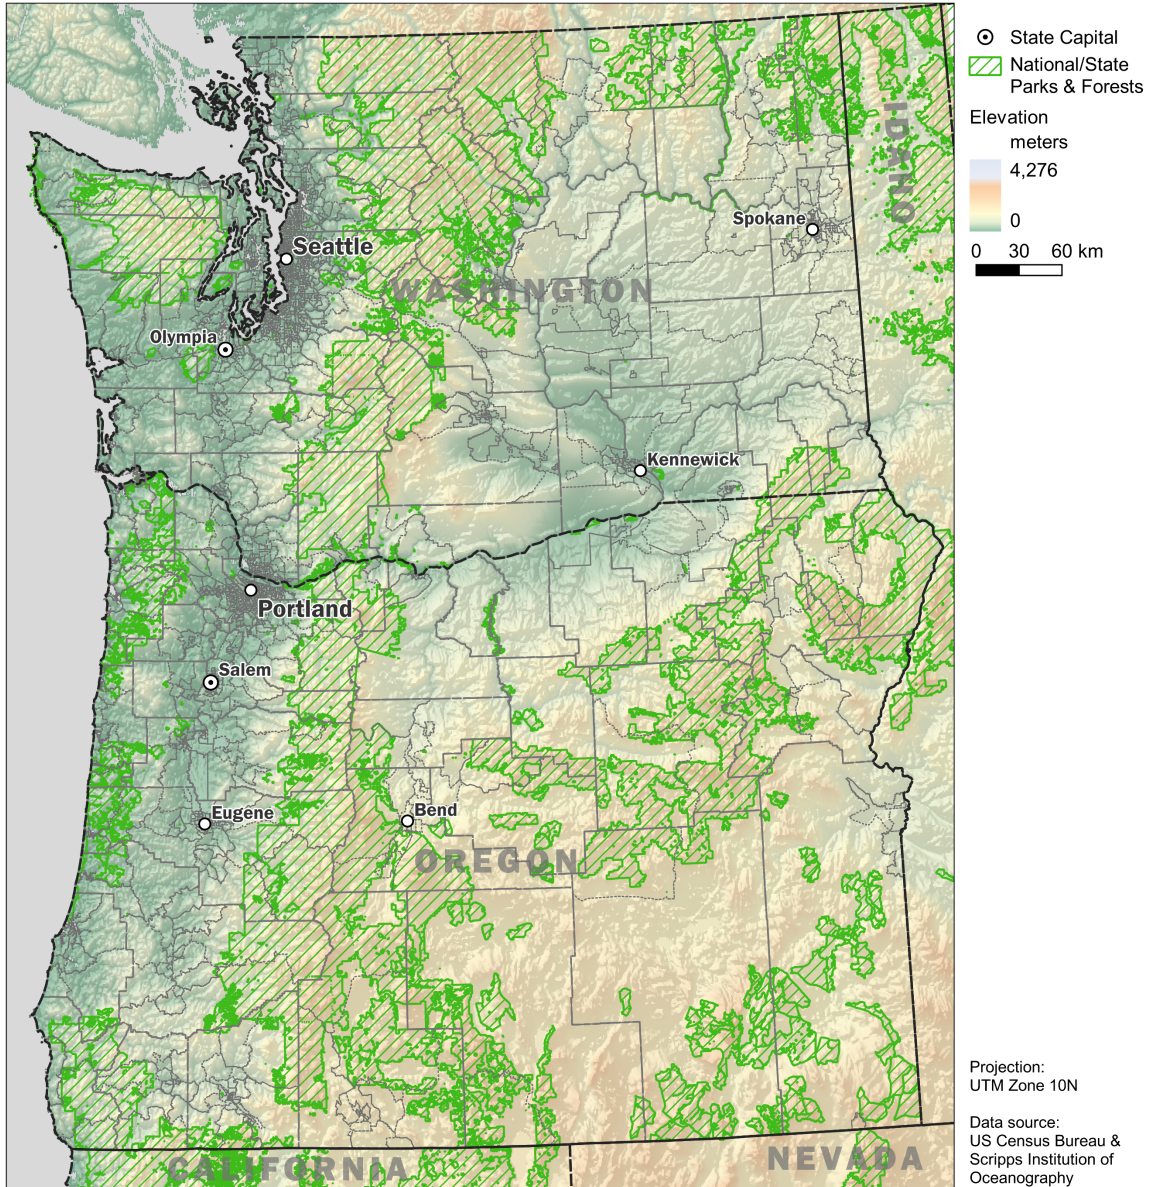 State Capital
National/State
Parks & Forests
Elevation
meters
4,276
0
0 30 60 km
IDAHO
Spokane
Seattle
WASHINGTON
Olympia
Kennewick
Portland
Salem
Eugene
Bend
OREGON
CALIFORNIA
NEVADA
Projection:
UTM Zone 10N
Data source:
US Census Bureau &
Scripps Institution of
Oceanography